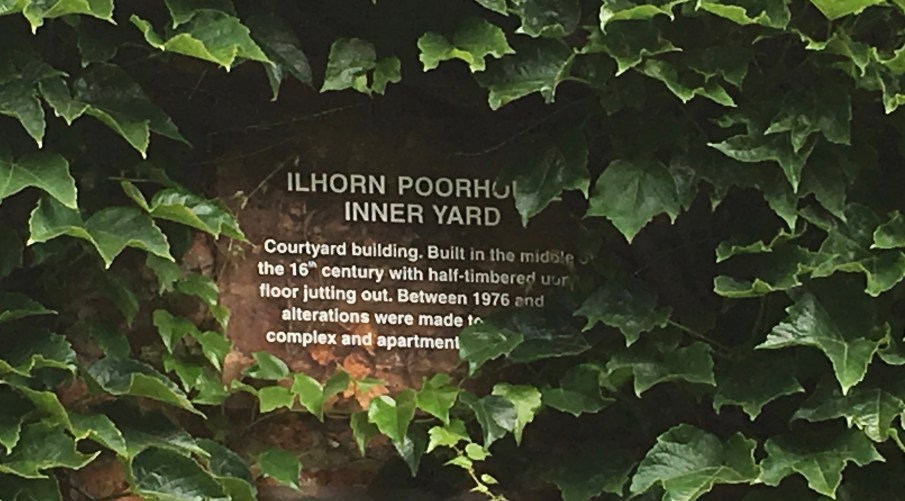 ILHORN POORHOU
INNER YARD
Courtyard building. Built in the middle
the 16th century with half-timbered
floor jutting out. Between 1976 and
alterations were made
complex and apartment